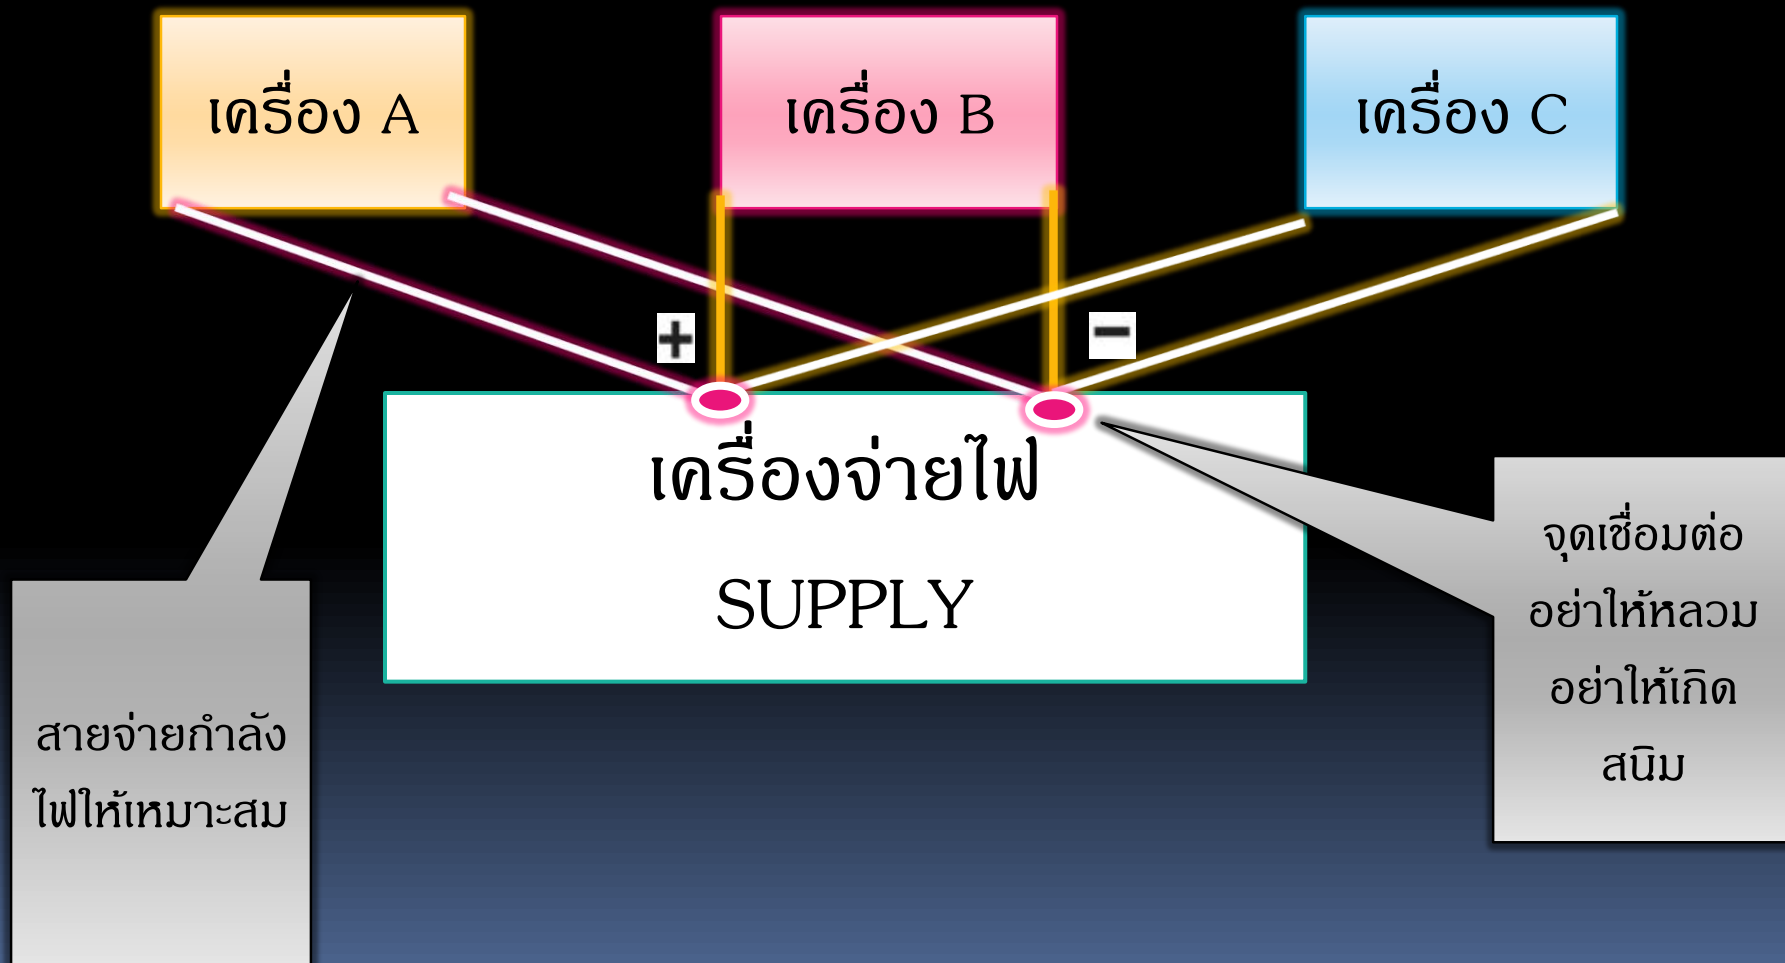 เครื่อง A
เครื่อง B
เครื่อง C
+
−
เครื่องจ่ายไฟ
SUPPLY
สายจ่ายกำลัง
ไฟให้เหมาะสม
จุดเชื่อมต่อ
อย่าให้หลวม
อย่าให้เกิด
สนิม